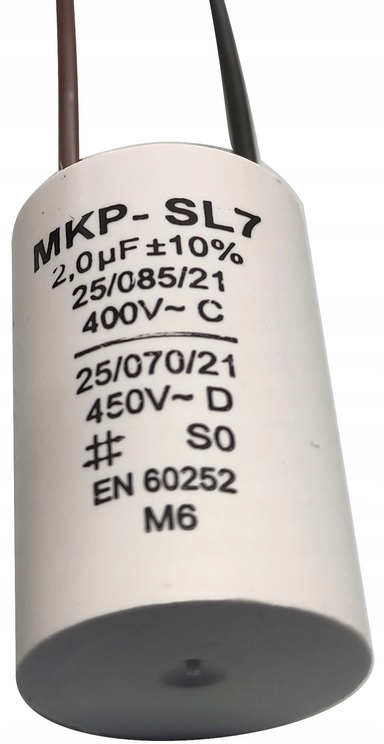 MKP- SL7
2,0µF ±10%
25/085/21
400V~ C
25/070/21
450V~ D
# S0
EN 60252
M6